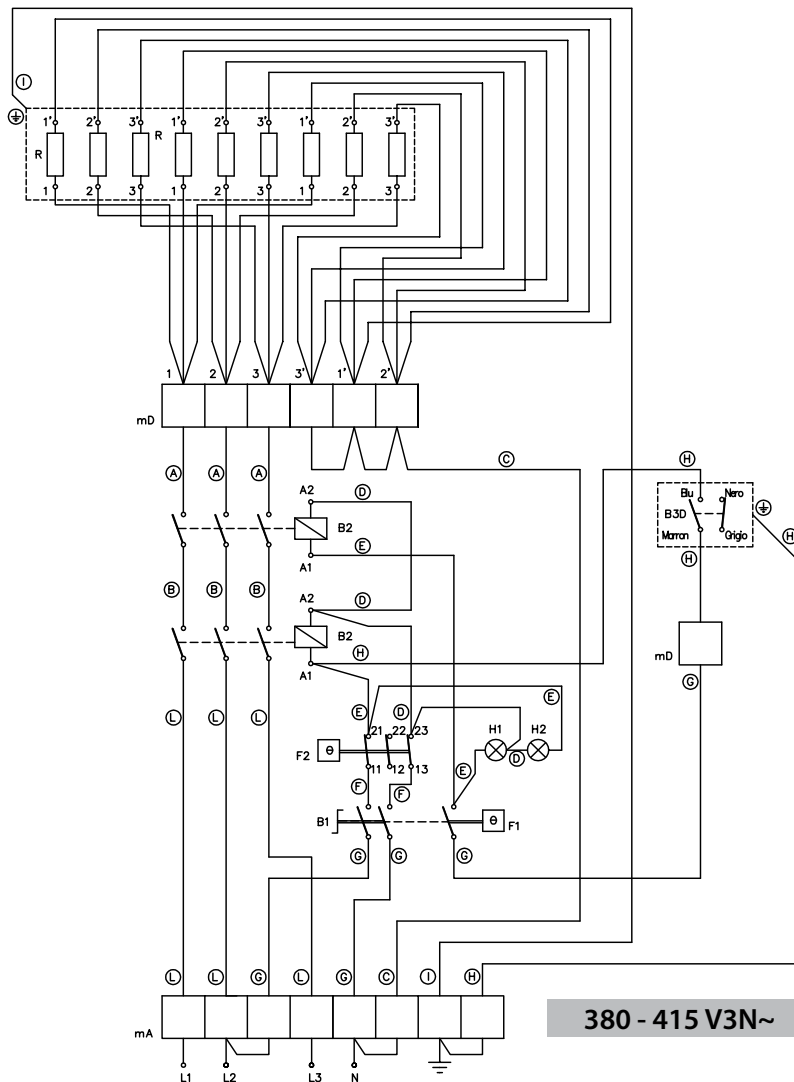 I
1' 2' 3' 1' 2' 3' 1' 2' 3'
R
R
1 2 3 1 2 3 1 2 3
1 2 3 3' 1' 2'
mD
C
A A A
H
A2 D
B2
Blu Nero
B3D
Marron Grigio
H
E
A1
H
B B B
A2 D
B2
H
A1
mD
G
L L L
E D
E
21 22 23
H1 H2
D
F2 θ
11 12 13
E
F F
B1
θ F1
G G G
L L G L G C I H
mA
L1 L2 L3 N
380 - 415 V3N~